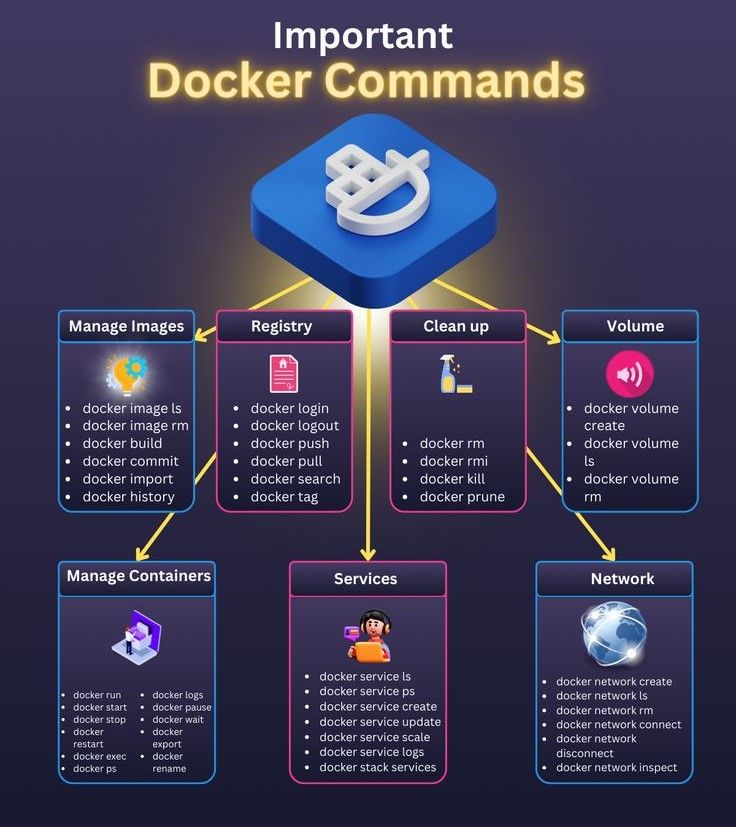 Important
Docker Commands
Manage Images
docker image ls
docker image rm
docker build
docker commit
docker import
docker history
Registry
docker login
docker logout
docker push
docker pull
docker search
docker tag
Clean up
docker rm
docker rmi
docker kill
docker prune
Volume
docker volume
create
docker volume
ls
docker volume
rm
Manage Containers
docker run
docker start
docker stop
docker
restart
docker exec
docker ps
docker logs
docker pause
docker wait
docker
export
docker
rename
Services
docker service ls
docker service ps
docker service create
docker service update
docker service scale
docker service logs
docker stack services
Network
docker network create
docker network ls
docker network rm
docker network connect
docker network
disconnect
docker network inspect